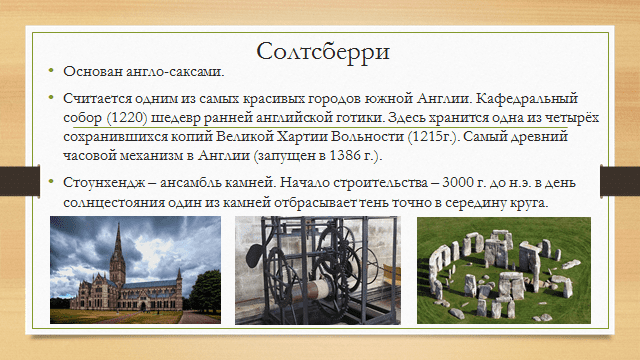 Солтсберри
• Основан англо-саксами.
• Считается одним из самых красивых городов южной Англии. Кафедральный
собор (1220) шедевр ранней английской готики. Здесь хранится одна из четырёх
сохранившихся копий Великой Хартии Вольности (1215г.). Самый древний
часовой механизм в Англии (запущен в 1386 г.).
• Стоунхендж – ансамбль камней. Начало строительства – 3000 г. до н.э. в день
солнцестояния один из камней отбрасывает тень точно в середину круга.